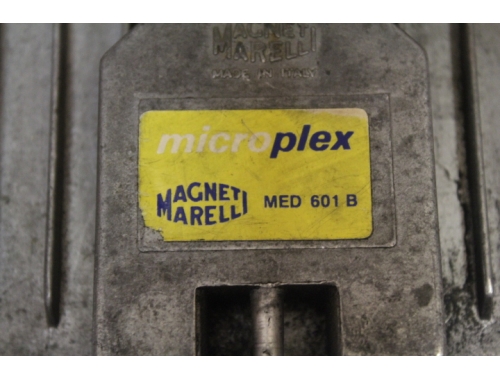 MAGNETI
MARELLI
MADE IN ITALY
microplex
MAGNETI
MARELLI
MED 601 B